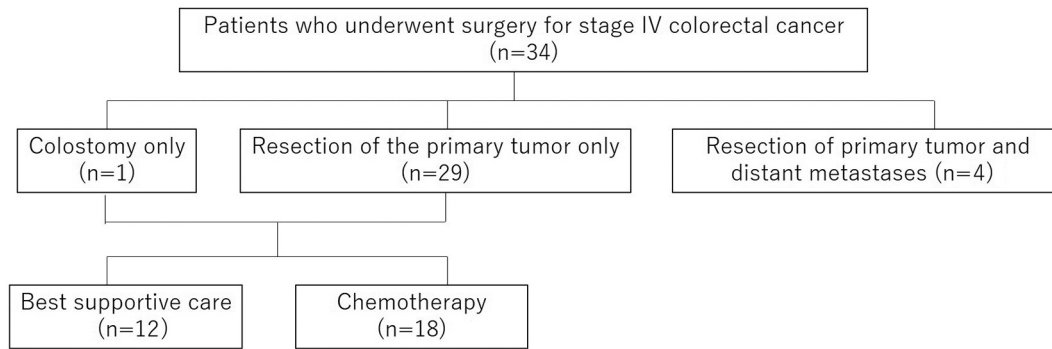 Patients who underwent surgery for stage IV colorectal cancer
(n=34)
Colostomy only
(n=1)
Resection of the primary tumor only
(n=29)
Resection of primary tumor and
distant metastases (n=4)
Best supportive care
(n=12)
Chemotherapy
(n=18)